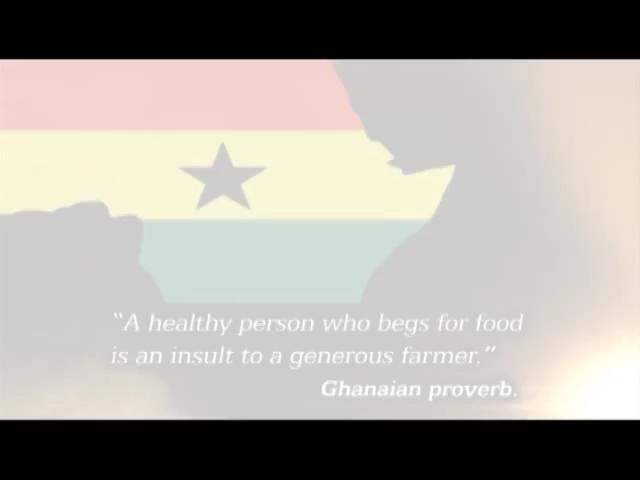 “A healthy person who begs for food
is an insult to a generous farmer.”
Ghanaian proverb.